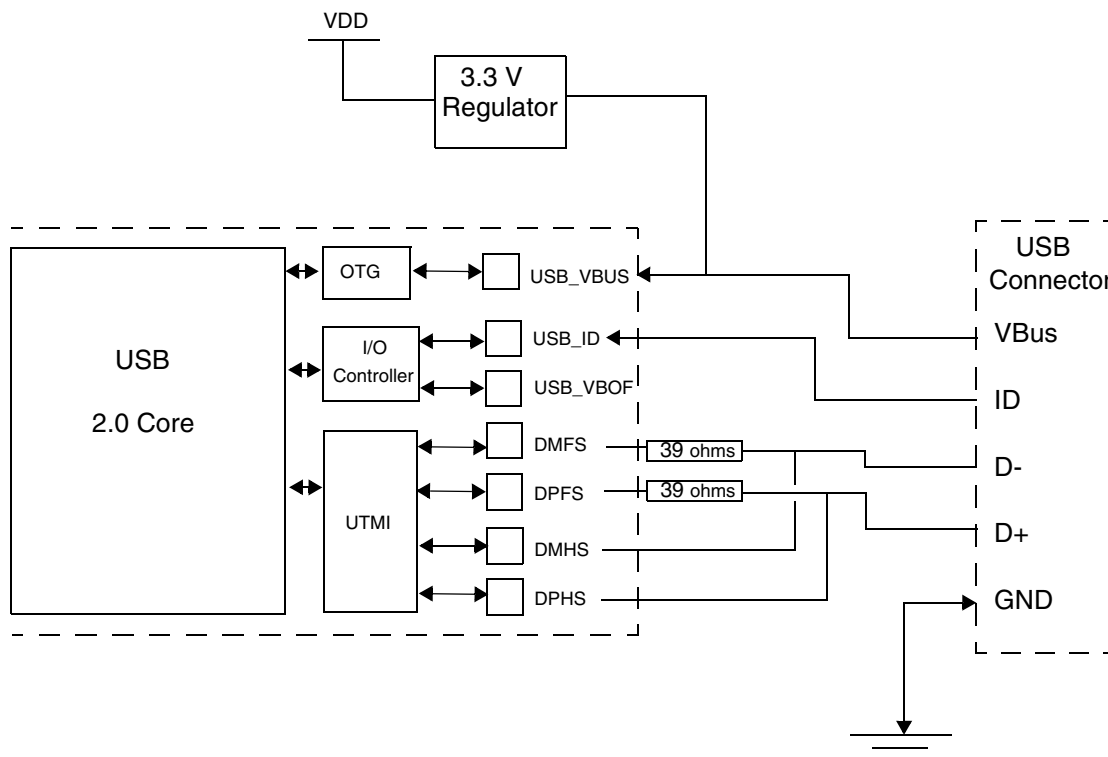 VDD
3.3 V
Regulator
USB
Connector
OTG
USB_VBUS
USB
2.0 Core
I/O
Controller
USB_ID
USB_VBOF
VBus
ID
DMFS
39 ohms
D-
UTMI
DPFS
39 ohms
D+
DMHS
DPHS
GND